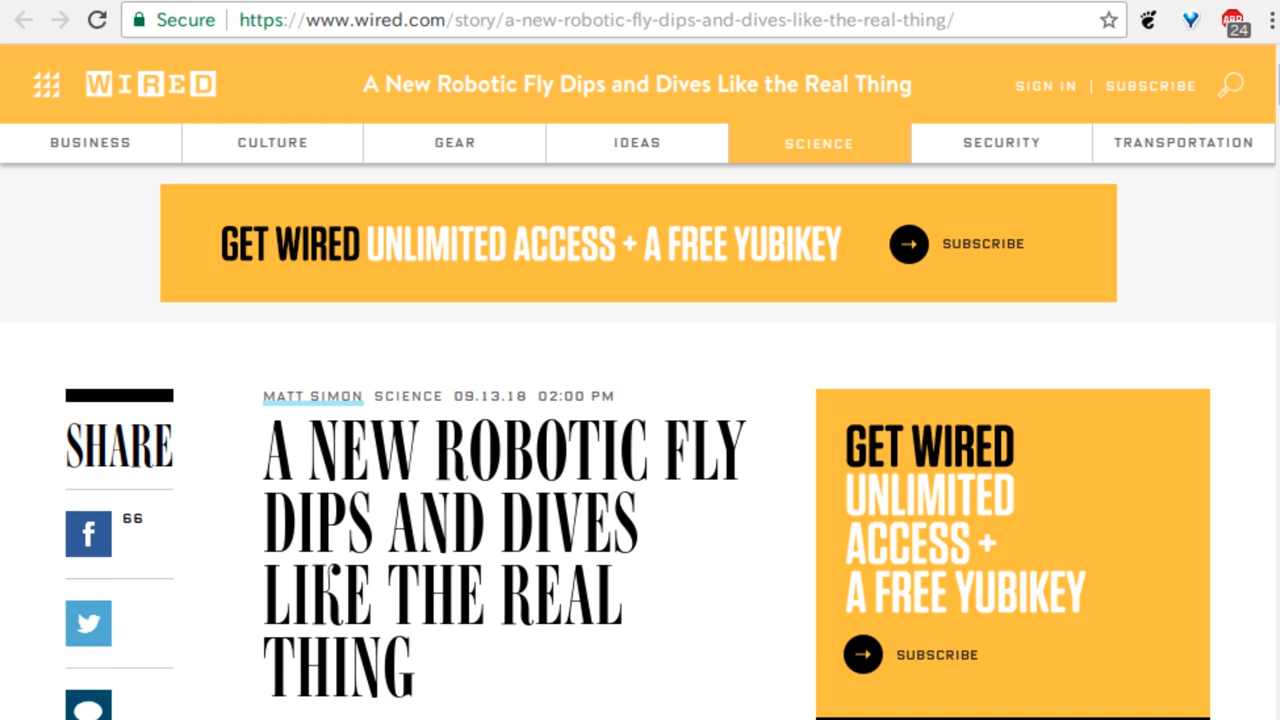 Secure https://www.wired.com/story/a-new-robotic-fly-dips-and-dives-like-the-real-thing/
ABP
24
WIRED
A New Robotic Fly Dips and Dives Like the Real Thing
SIGN IN | SUBSCRIBE
BUSINESS CULTURE GEAR IDEAS SCIENCE SECURITY TRANSPORTATION
GET WIRED UNLIMITED ACCESS + A FREE YUBIKEY
SUBSCRIBE
SHARE
66
MATT SIMON SCIENCE 09.13.18 02:00 PM
A NEW ROBOTIC FLY
DIPS AND DIVES
LIKE THE REAL
THING
GET WIRED
UNLIMITED
ACCESS +
A FREE YUBIKEY
SUBSCRIBE